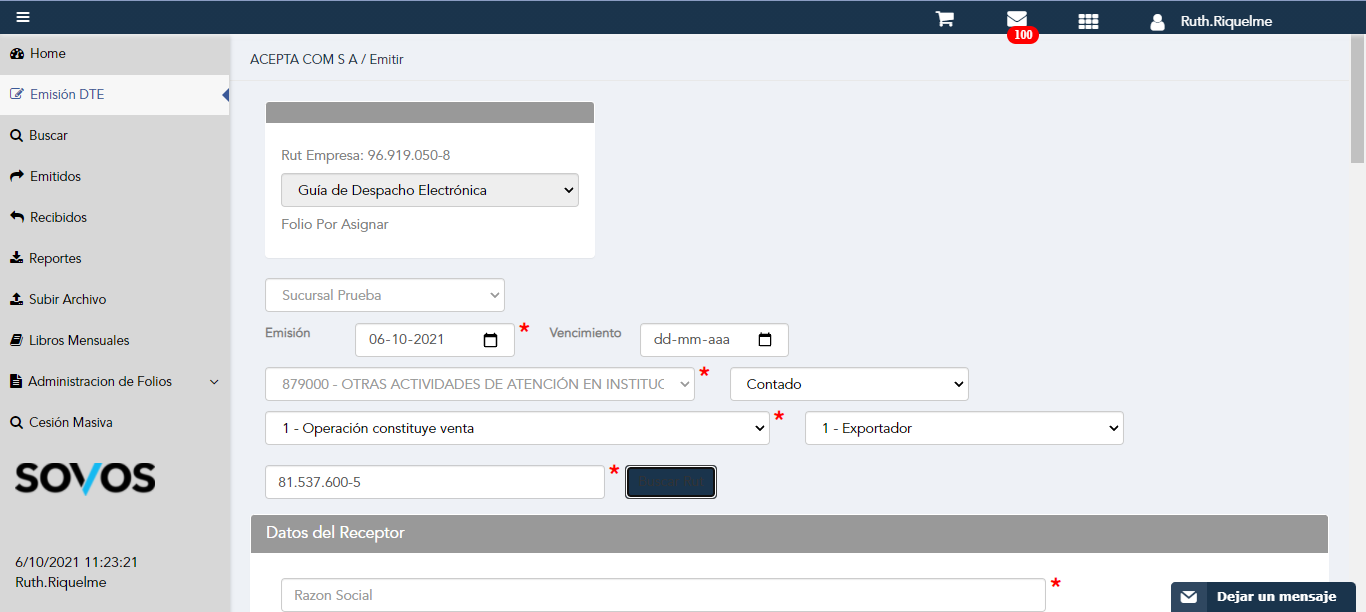 Ruth.Riquelme
100
Home
Emisión DTE
Buscar
Emitidos
Recibidos
Reportes
Subir Archivo
Libros Mensuales
Administracion de Folios
Cesión Masiva
SOVOS
6/10/2021 11:23:21
Ruth.Riquelme
ACEPTA COM S A / Emitir
Rut Empresa: 96.919.050-8
Guía de Despacho Electrónica
Folio Por Asignar
Sucursal Prueba
Emisión 06-10-2021 * Vencimiento dd-mm-aaa
879000 - OTRAS ACTIVIDADES DE ATENCIÓN EN INSTITUC * Contado
1 - Operación constituye venta * 1 - Exportador
81.537.600-5 *
Datos del Receptor
Razon Social *
Dejar un mensaje